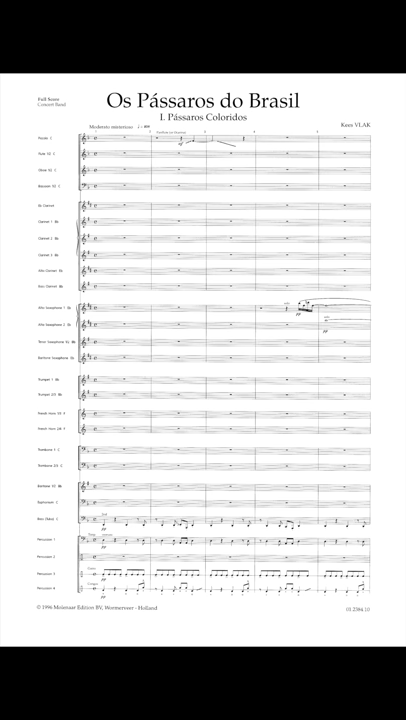 Full Score
Concert Band
Os Pássaros do Brasil
I. Pássaros Coloridos
Kees VLAK
Moderato misterioso
Piccolo C
Flute 1/2 C
Oboe 1/2 C
Bassoon 1/2 C
Eb Clarinet
Clarinet 1 Bb
Clarinet 2 Bb
Clarinet 3 Bb
Alto Clarinet Eb
Bass Clarinet Bb
Alto Saxophone 1 Eb
Alto Saxophone 2 Eb
Tenor Saxophone Bb
Baritone Saxophone Eb
Trumpet 1 Bb
Trumpet 2/3 Bb
French Horn 1/3 F
French Horn 2/4 F
Trombone 1 C
Trombone 2/3 C
Baritone Bb
Euphonium C
Bass (Tuba) C
Percussion 1
Percussion 2
Percussion 3
Percussion 4
© 1996 Molenaar Edition BV, Wormerveer - Holland
01 2384 10